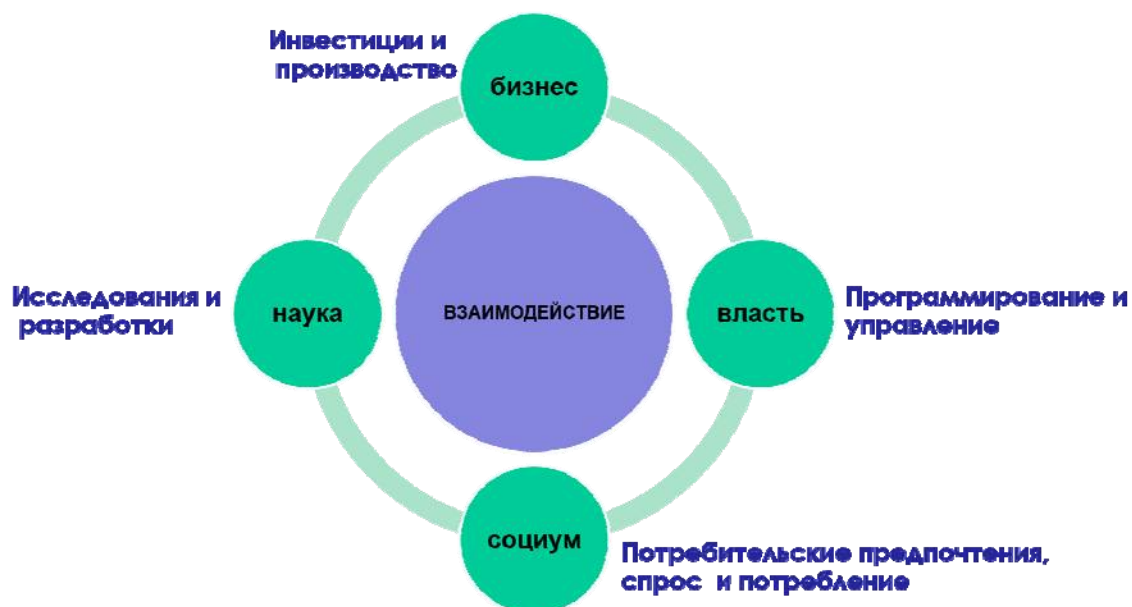 Инвестиции и
производство
бизнес
Исследования и
разработки
наука
ВЗАИМОДЕЙСТВИЕ
власть
Программирование и
управление
социум
Потребительские предпочтения,
спрос и потребление